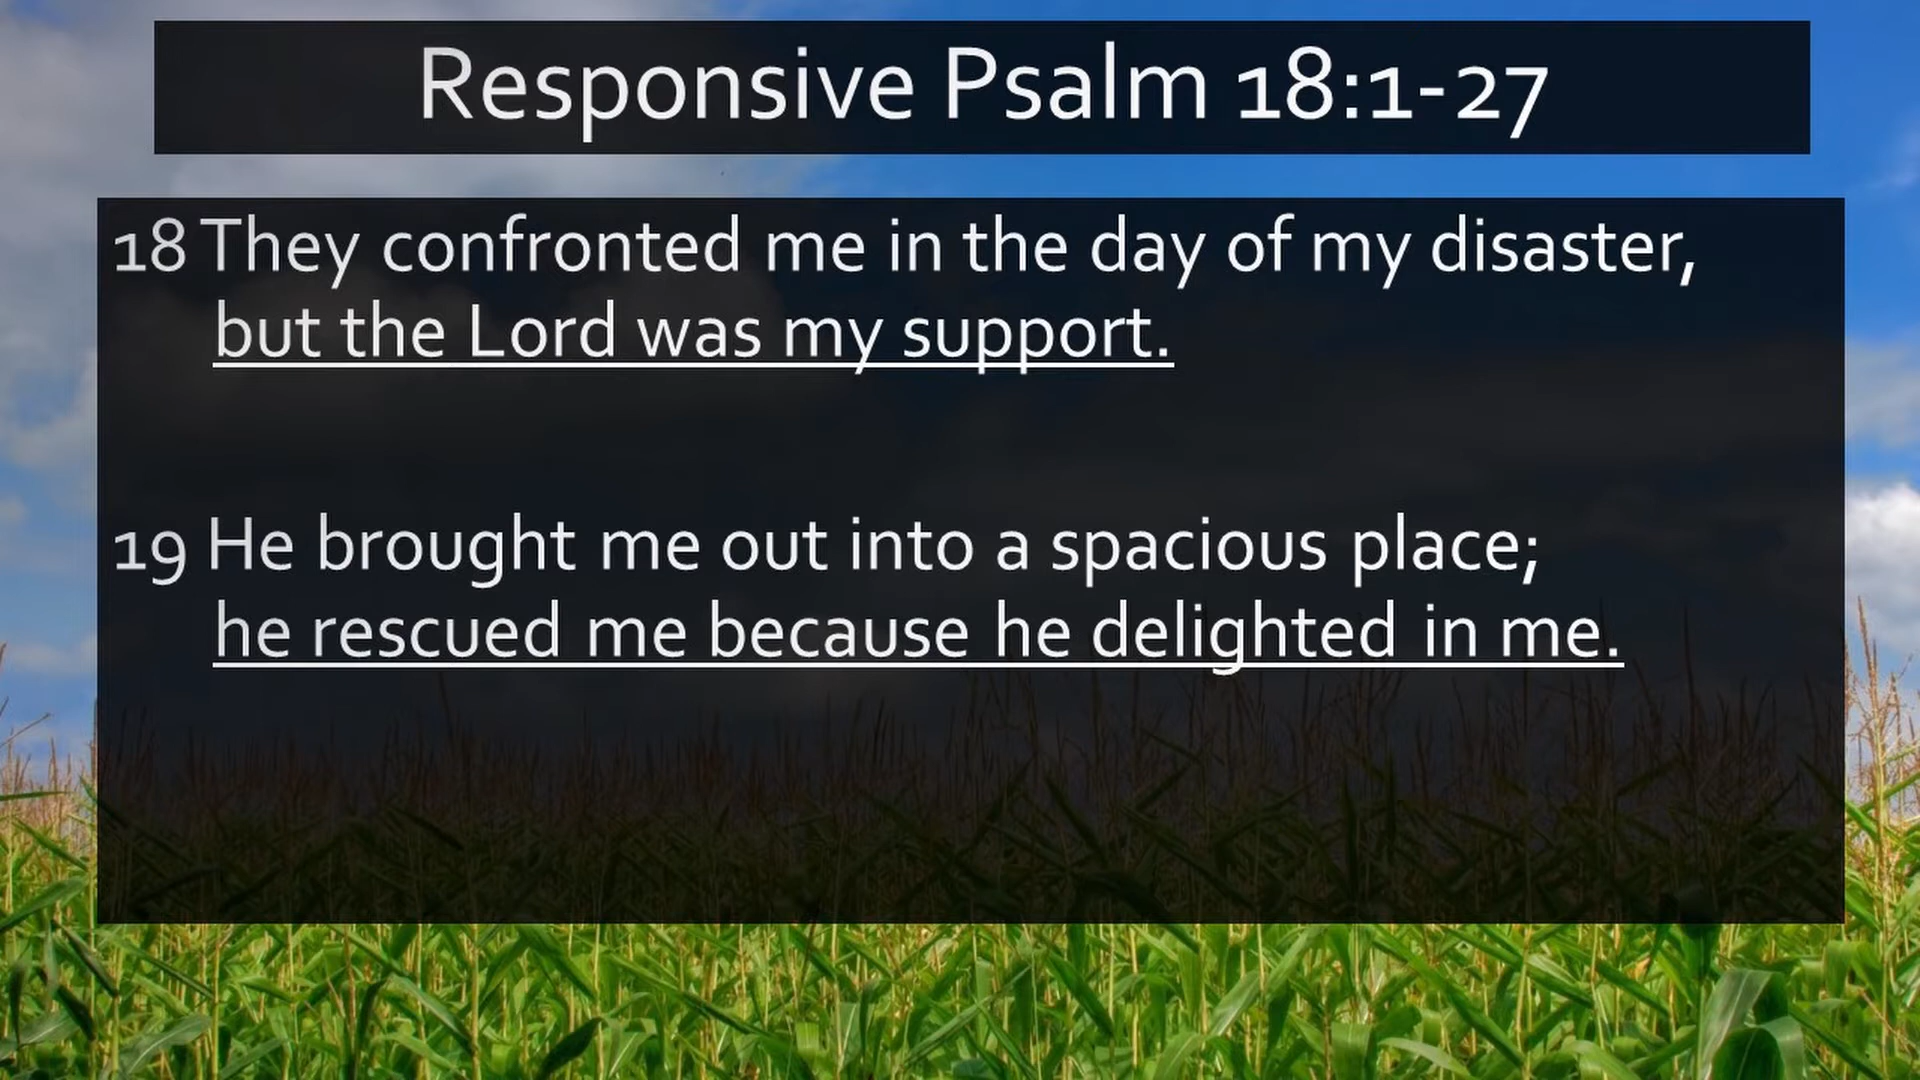 Responsive Psalm 18:1-27
18 They confronted me in the day of my disaster,
but the Lord was my support.
19 He brought me out into a spacious place;
he rescued me because he delighted in me.